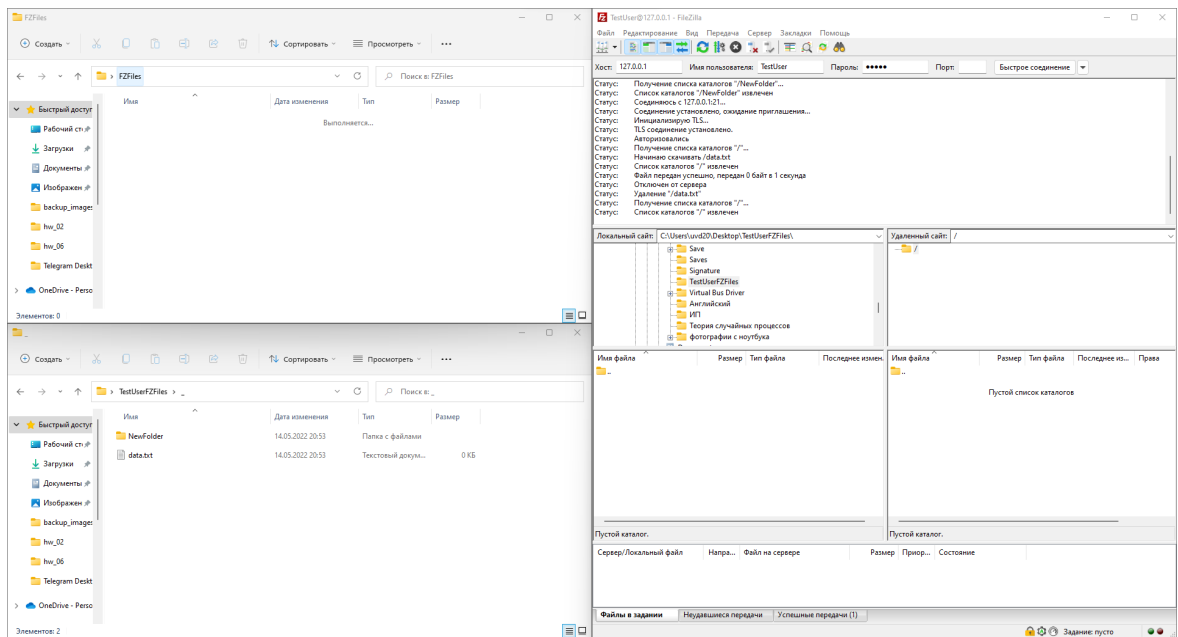 FZFiles
Создать
Сортировать
Просмотреть
FZFiles
Поиск в: FZFiles
Имя
Дата изменения
Тип
Размер
Выполняется...
Быстрый доступ
Рабочий сто
Загрузки
Документы
Изображен
backup_images
hw_02
hw_06
Telegram Deskt
OneDrive - Perso
Элементов: 0
_
Создать
Сортировать
Просмотреть
TestUserFZFiles > _
Поиск в: _
Имя
Дата изменения
Тип
Размер
NewFolder 14.05.2022 20:53 Папка с файлами
data.txt 14.05.2022 20:53 Текстовый докум... 0 КБ
Быстрый доступ
Рабочий сто
Загрузки
Документы
Изображен
backup_images
hw_02
hw_06
Telegram Deskt
OneDrive - Perso
Элементов: 2
TestUser@127.0.0.1 - FileZilla
Файл Редактирование Вид Передача Сервер Закладки Помощь
Хост: 127.0.0.1 Имя пользователя: TestUser Пароль: ••••• Порт: Быстрое соединение
Статус: Получение списка каталогов "/NewFolder"...
Статус: Список каталогов "/NewFolder" извлечен
Статус: Соединяюсь с 127.0.0.1:21...
Статус: Соединение установлено, ожидание приглашения...
Статус: Инициализирую TLS...
Статус: TLS соединение установлено.
Статус: Авторизовались
Статус: Получение списка каталогов "/"...
Статус: Начинаю скачивать /data.txt
Статус: Список каталогов "/" извлечен
Статус: Файл передан успешно, передан 0 байт в 1 секунда
Статус: Отключен от сервера
Статус: Удаление "/data.txt"
Статус: Получение списка каталогов "/"...
Статус: Список каталогов "/" извлечен
Локальный сайт: C:\Users\uvd20\Desktop\TestUserFZFiles\
Save
Saves
Signature
TestUserFZFiles
Virtual Bus Driver
Английский
ИП
Теория случайных процессов
фотографии с ноутбука
Удаленный сайт: /
/
Имя файла Размер Тип файла Последнее измен.
..
Пустой каталог.
Имя файла Размер Тип файла Последнее из... Права
..
Пустой список каталогов
Пустой каталог.
Сервер/Локальный файл Напра... Файл на сервере Размер Приор... Состояние
Файлы в задании Неудавшиеся передачи Успешные передачи (1)
Задание: пусто